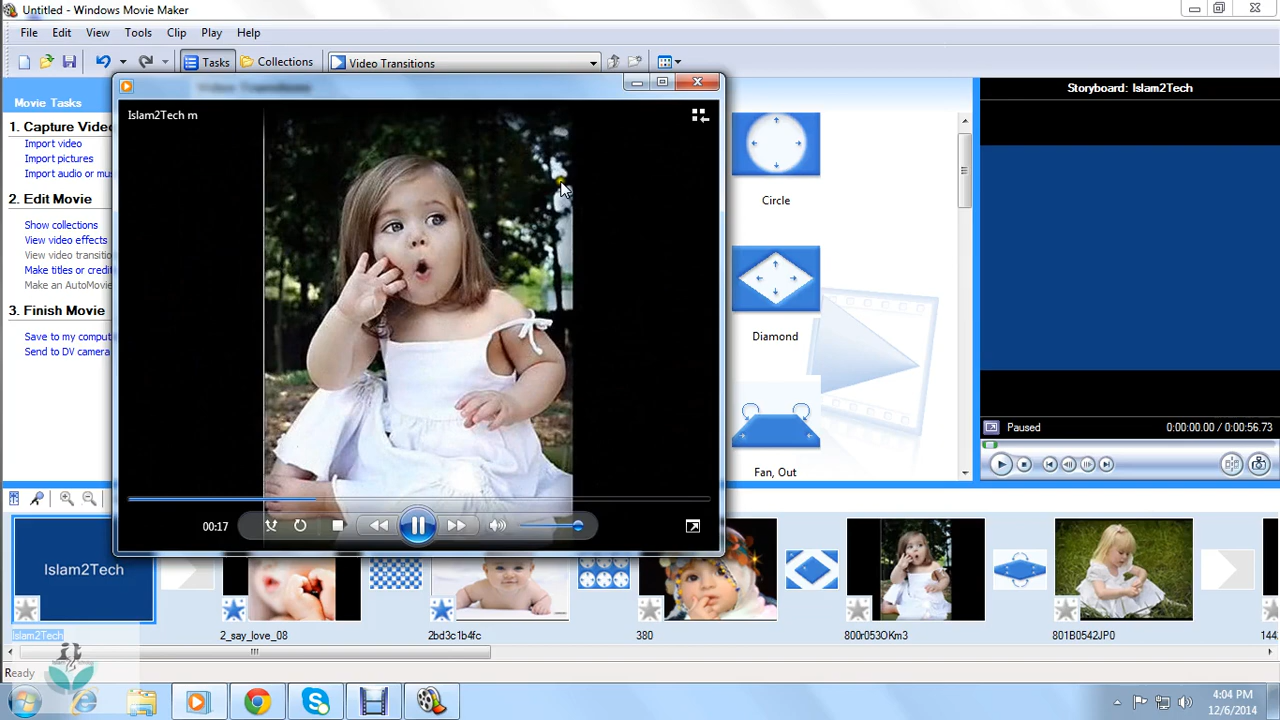 Untitled - Windows Movie Maker
File Edit View Tools Clip Play Help
Tasks Collections Video Transitions
Movie Tasks
1. Capture Vide
Import video
Import pictures
Import audio or mu
2. Edit Movie
Show collections
View video effects
View video transitio
Make titles or credit
Make an AutoMovie
3. Finish Movie
Save to my comput
Send to DV camera
Islam2Tech m
00:17
Circle
Diamond
Fan, Out
Storyboard: Islam2Tech
Paused 0:00:00.00 / 0:00:56.73
Islam2Tech
Islam2Tech 2_say_love_08 2bd3c1b4fc 380 800r053OKm3 801B0542JP0 144
Ready
4:04 PM
12/6/2014